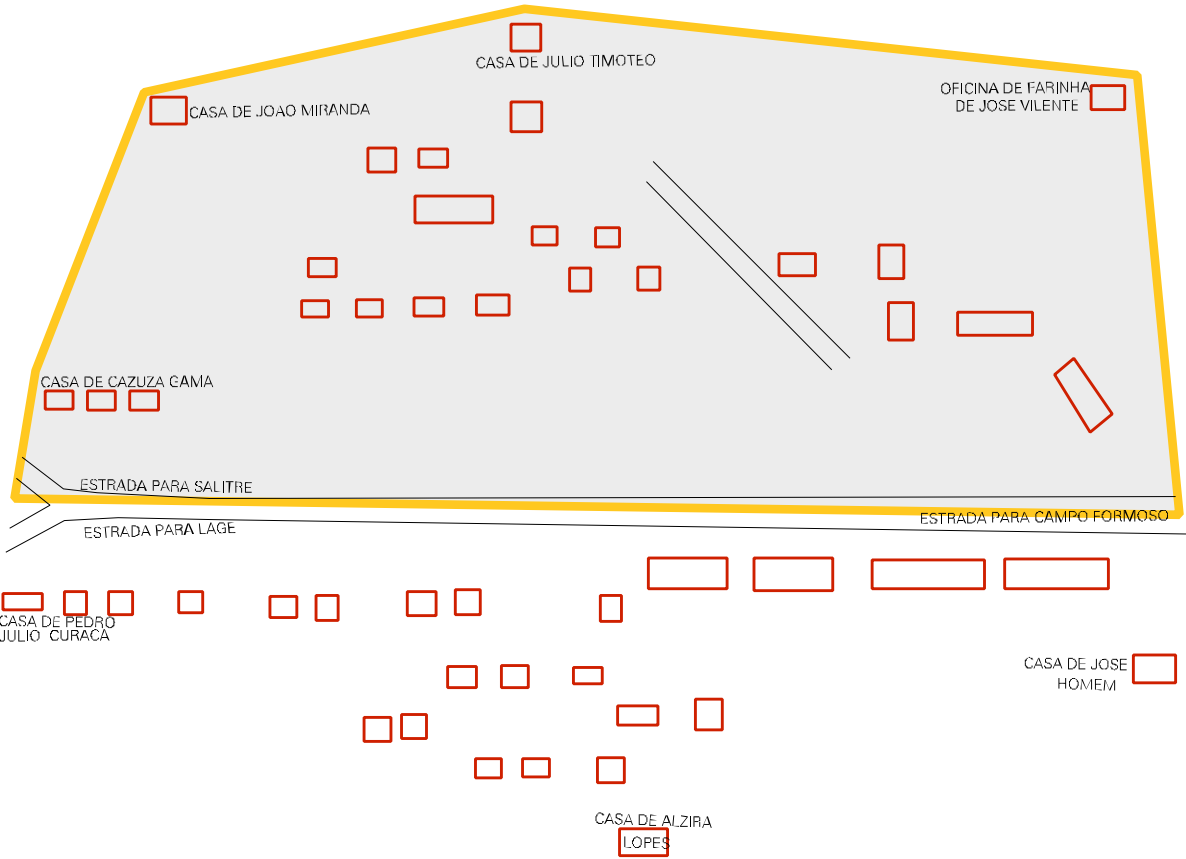 CASA DE JULIO TIMOTEO
OFICINA DE FARINHA
DE JOSE VILENTE
CASA DE JOAO MIRANDA
CASA DE CAZUZA GAMA
ESTRADA PARA SALITRE
ESTRADA PARA CAMPO FORMOSO
ESTRADA PARA LAGE
CASA DE PEDRO
JULIO CURACA
CASA DE JOSE
HOMEM
CASA DE ALZIRA
LOPES